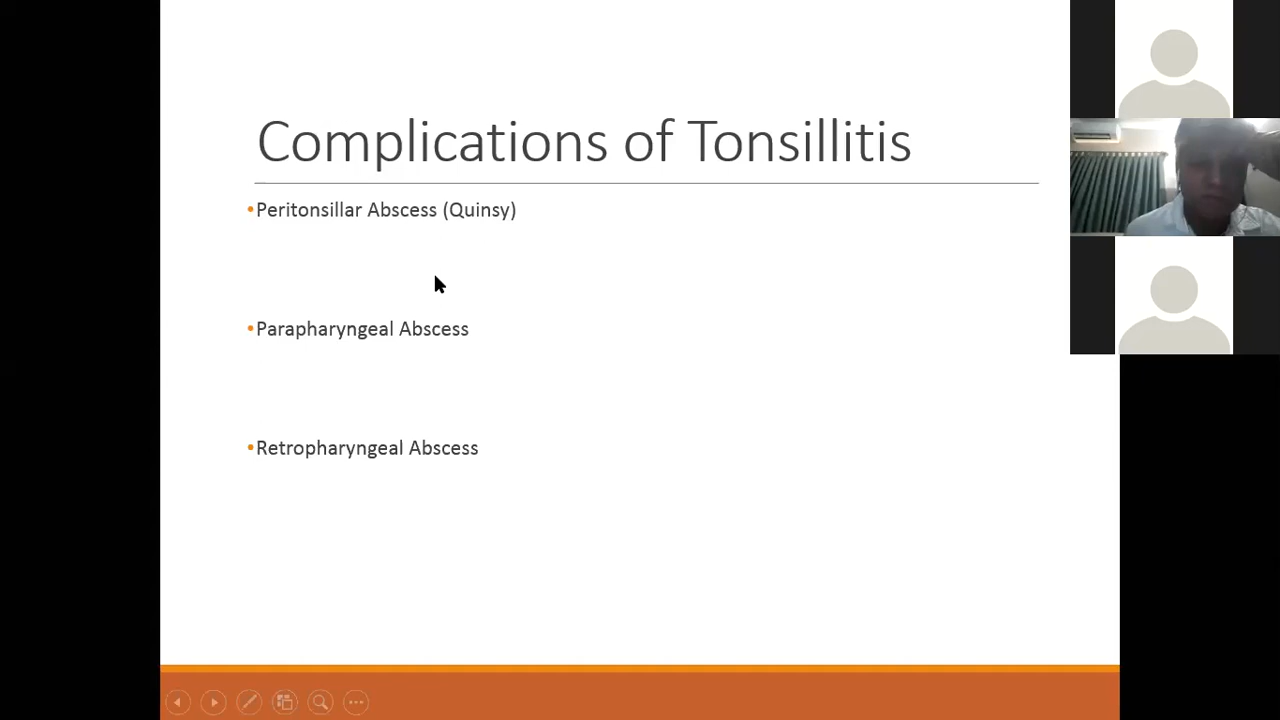 Complications of Tonsillitis
•Peritonsillar Abscess (Quinsy)
•Parapharyngeal Abscess
•Retropharyngeal Abscess